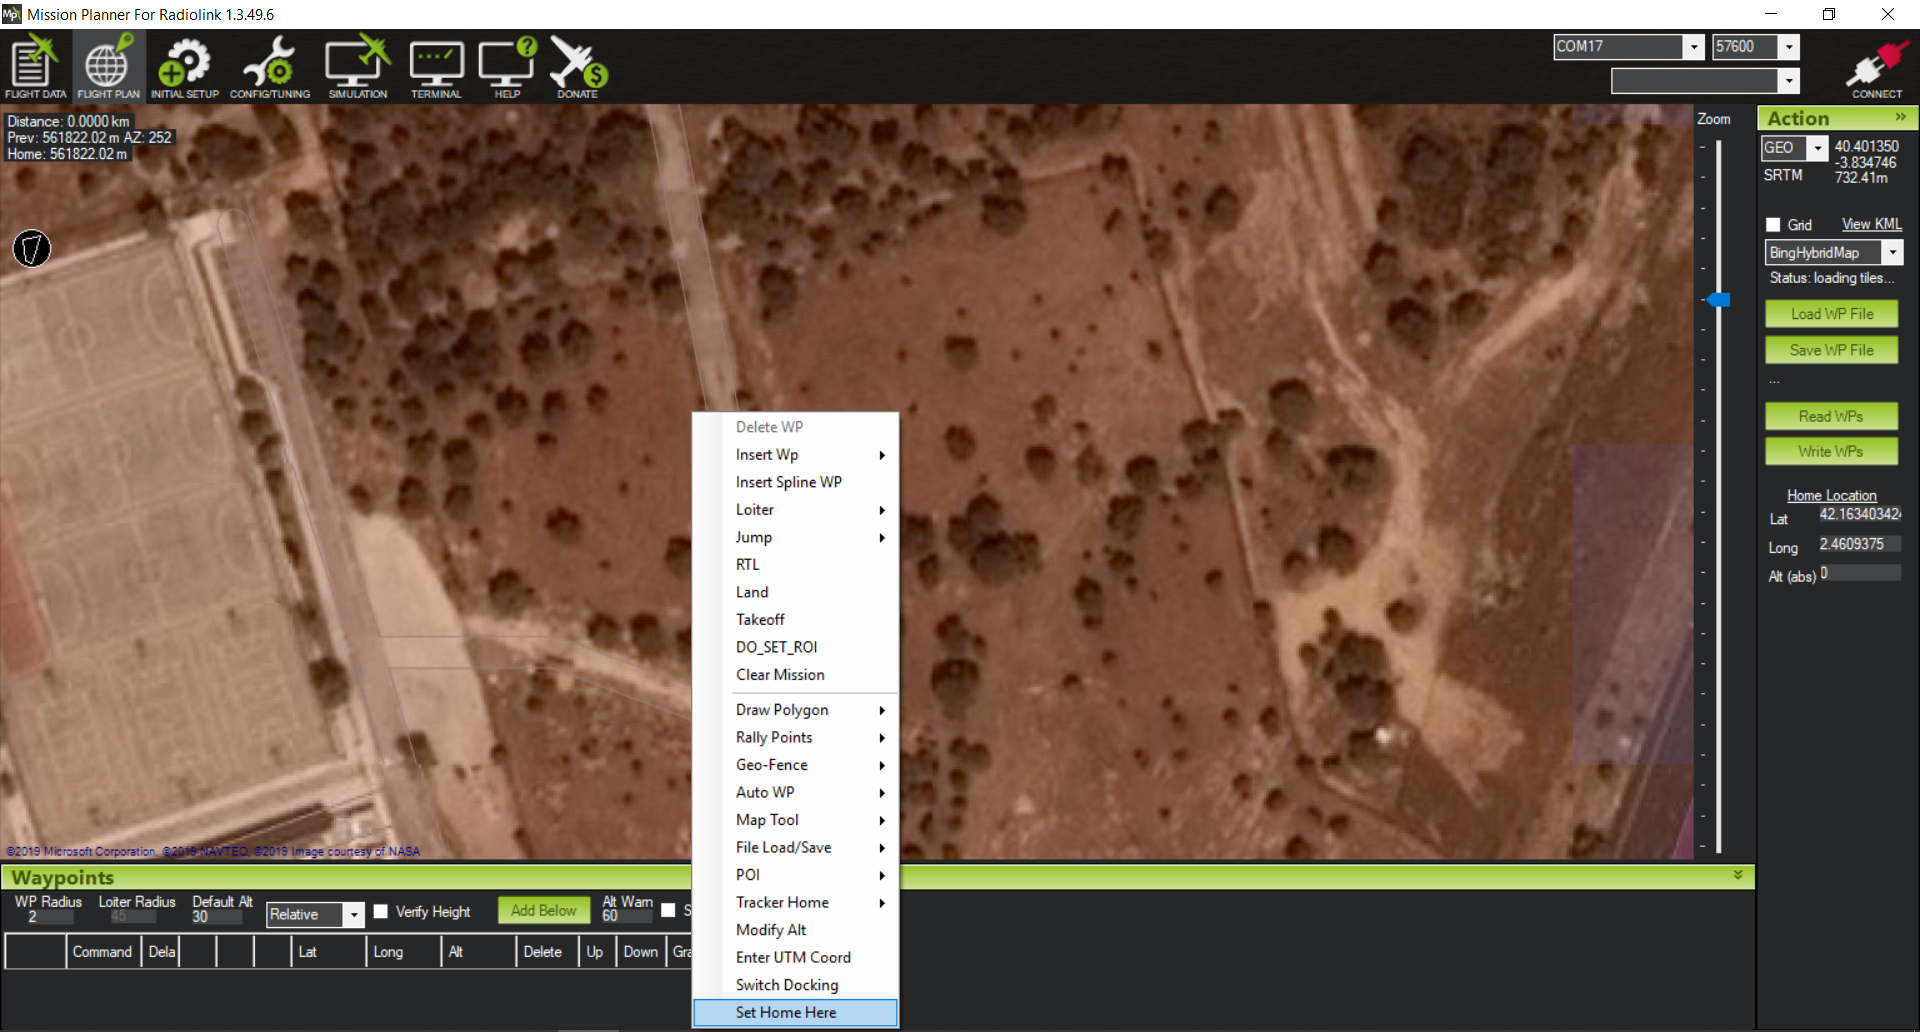 Mission Planner For Radiolink 1.3.49.6
FLIGHT DATA
FLIGHT PLAN
INITIAL SETUP
CONFIG/TUNING
SIMULATION
TERMINAL
HELP
DONATE
COM17
57600
CONNECT
Distance: 0.0000 km
Prev: 561822.02 m AZ: 252
Home: 561822.02 m
Zoom
Action
GEO
40.401350
-3.834746
SRTM
732.41m
Grid
View KML
BingHybridMap
Status: loading tiles...
Load WP File
Save WP File
...
Read WPs
Write WPs
Home Location
Lat 42.163403424
Long 2.4609375
Alt (abs) 0
Delete WP
Insert Wp
Insert Spline WP
Loiter
Jump
RTL
Land
Takeoff
DO_SET_ROI
Clear Mission
Draw Polygon
Rally Points
Geo-Fence
Auto WP
Map Tool
File Load/Save
POI
Tracker Home
Modify Alt
Enter UTM Coord
Switch Docking
Set Home Here
©2019 Microsoft Corporation, ©2019 NAVTEQ, ©2019 Image courtesy of NASA
Waypoints
WP Radius
2
Loiter Radius
45
Default Alt
30
Relative
Verify Height
Add Below
Alt Warn
60
S
Command Dela Lat Long Alt Delete Up Down Gra